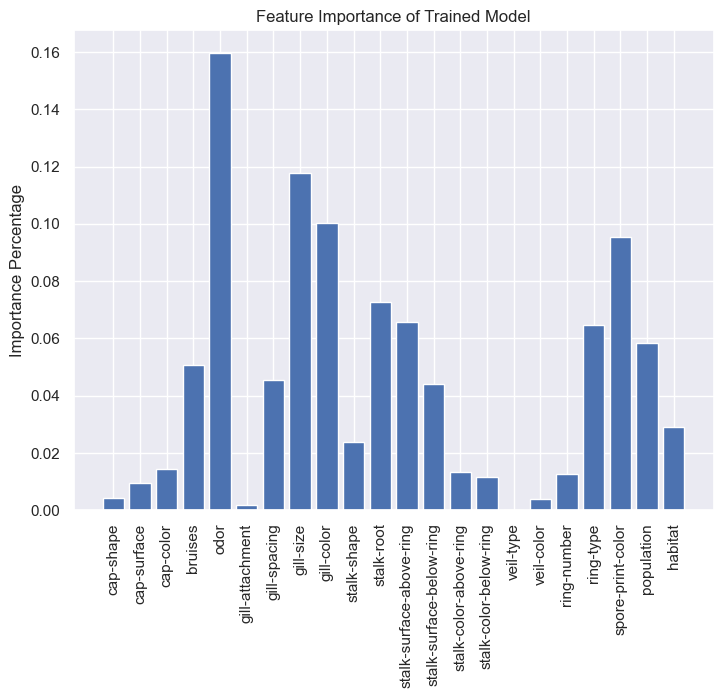 Feature Importance of Trained Model
Importance Percentage
0.16
0.14
0.12
0.10
0.08
0.06
0.04
0.02
0.00
cap-shape
cap-surface
cap-color
bruises
odor
gill-attachment
gill-spacing
gill-size
gill-color
stalk-shape
stalk-root
stalk-surface-above-ring
stalk-surface-below-ring
stalk-color-above-ring
stalk-color-below-ring
veil-type
veil-color
ring-number
ring-type
spore-print-color
population
habitat